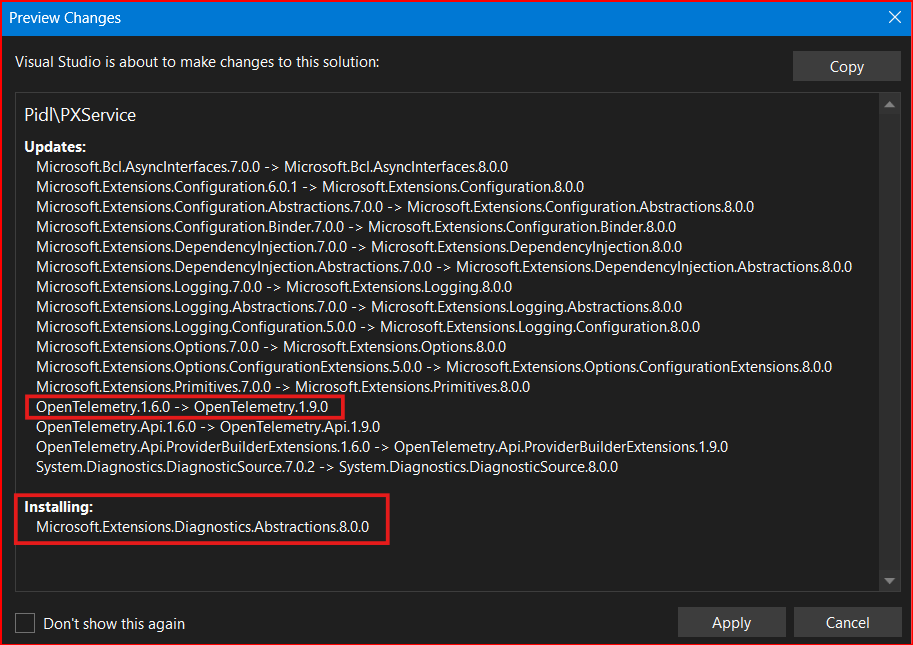 Preview Changes
Visual Studio is about to make changes to this solution:
Copy
Pidl\PXService
Updates:
Microsoft.Bcl.AsyncInterfaces.7.0.0 -> Microsoft.Bcl.AsyncInterfaces.8.0.0
Microsoft.Extensions.Configuration.6.0.1 -> Microsoft.Extensions.Configuration.8.0.0
Microsoft.Extensions.Configuration.Abstractions.7.0.0 -> Microsoft.Extensions.Configuration.Abstractions.8.0.0
Microsoft.Extensions.Configuration.Binder.7.0.0 -> Microsoft.Extensions.Configuration.Binder.8.0.0
Microsoft.Extensions.DependencyInjection.7.0.0 -> Microsoft.Extensions.DependencyInjection.8.0.0
Microsoft.Extensions.DependencyInjection.Abstractions.7.0.0 -> Microsoft.Extensions.DependencyInjection.Abstractions.8.0.0
Microsoft.Extensions.Logging.7.0.0 -> Microsoft.Extensions.Logging.8.0.0
Microsoft.Extensions.Logging.Abstractions.7.0.0 -> Microsoft.Extensions.Logging.Abstractions.8.0.0
Microsoft.Extensions.Logging.Configuration.5.0.0 -> Microsoft.Extensions.Logging.Configuration.8.0.0
Microsoft.Extensions.Options.7.0.0 -> Microsoft.Extensions.Options.8.0.0
Microsoft.Extensions.Options.ConfigurationExtensions.5.0.0 -> Microsoft.Extensions.Options.ConfigurationExtensions.8.0.0
Microsoft.Extensions.Primitives.7.0.0 -> Microsoft.Extensions.Primitives.8.0.0
OpenTelemetry.1.6.0 -> OpenTelemetry.1.9.0
OpenTelemetry.Api.1.6.0 -> OpenTelemetry.Api.1.9.0
OpenTelemetry.Api.ProviderBuilderExtensions.1.6.0 -> OpenTelemetry.Api.ProviderBuilderExtensions.1.9.0
System.Diagnostics.DiagnosticSource.7.0.2 -> System.Diagnostics.DiagnosticSource.8.0.0
Installing:
Microsoft.Extensions.Diagnostics.Abstractions.8.0.0
Don't show this again
Apply
Cancel